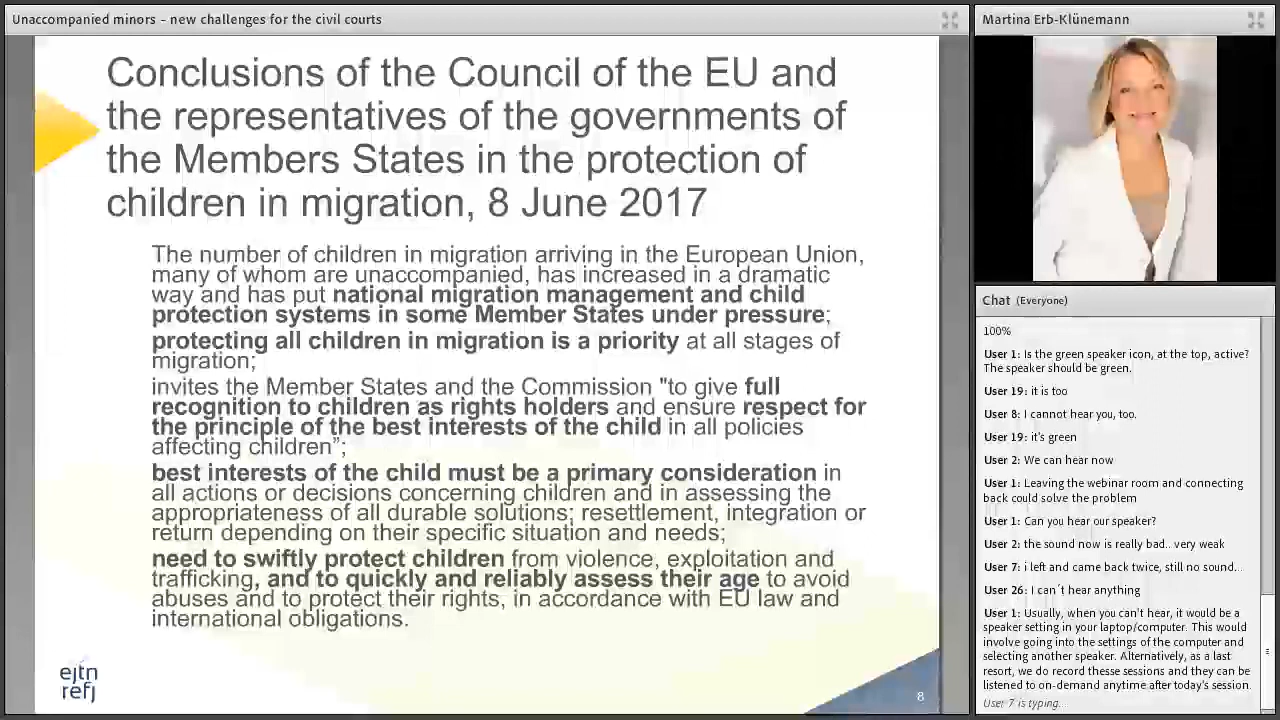 Unaccompanied minors - new challenges for the civil courts
Conclusions of the Council of the EU and
the representatives of the governments of
the Members States in the protection of
children in migration, 8 June 2017
The number of children in migration arriving in the European Union,
many of whom are unaccompanied, has increased in a dramatic
way and has put national migration management and child
protection systems in some Member States under pressure;
protecting all children in migration is a priority at all stages of
migration;
invites the Member States and the Commission "to give full
recognition to children as rights holders and ensure respect for
the principle of the best interests of the child in all policies
affecting children”;
best interests of the child must be a primary consideration in
all actions or decisions concerning children and in assessing the
appropriateness of all durable solutions; resettlement, integration or
return depending on their specific situation and needs;
need to swiftly protect children from violence, exploitation and
trafficking, and to quickly and reliably assess their age to avoid
abuses and to protect their rights, in accordance with EU law and
international obligations.
ejtn
refj
8
Martina Erb-Klünemann
Chat (Everyone)
100%
User 1: Is the green speaker icon, at the top, active?
The speaker should be green.
User 19: it is too
User 8: I cannot hear you, too.
User 19: it's green
User 2: We can hear now
User 1: Leaving the webinar room and connecting
back could solve the problem
User 1: Can you hear our speaker?
User 2: the sound now is really bad.. very weak
User 7: i left and came back twice, still no sound...
User 26: I can´t hear anything
User 1: Usually, when you can't hear, it would be a
speaker setting in your laptop/computer. This would
involve going into the settings of the computer and
selecting another speaker. Alternatively, as a last
resort, we do record thesse sessions and they can be
listened to on-demand anytime after today's session.
User 7 is typing...